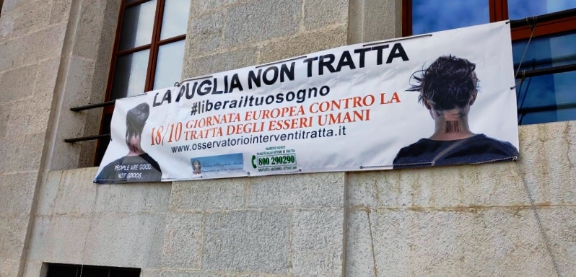 LA PUGLIA NON TRATTA
#liberailtuosogno
18/10 GIORNATA EUROPEA CONTRO LA
TRATTA DEGLI ESSERI UMANI
www.osservatoriointerventitratta.it
800 290290
PEOPLE ARE GOOD,
NOT GOODS